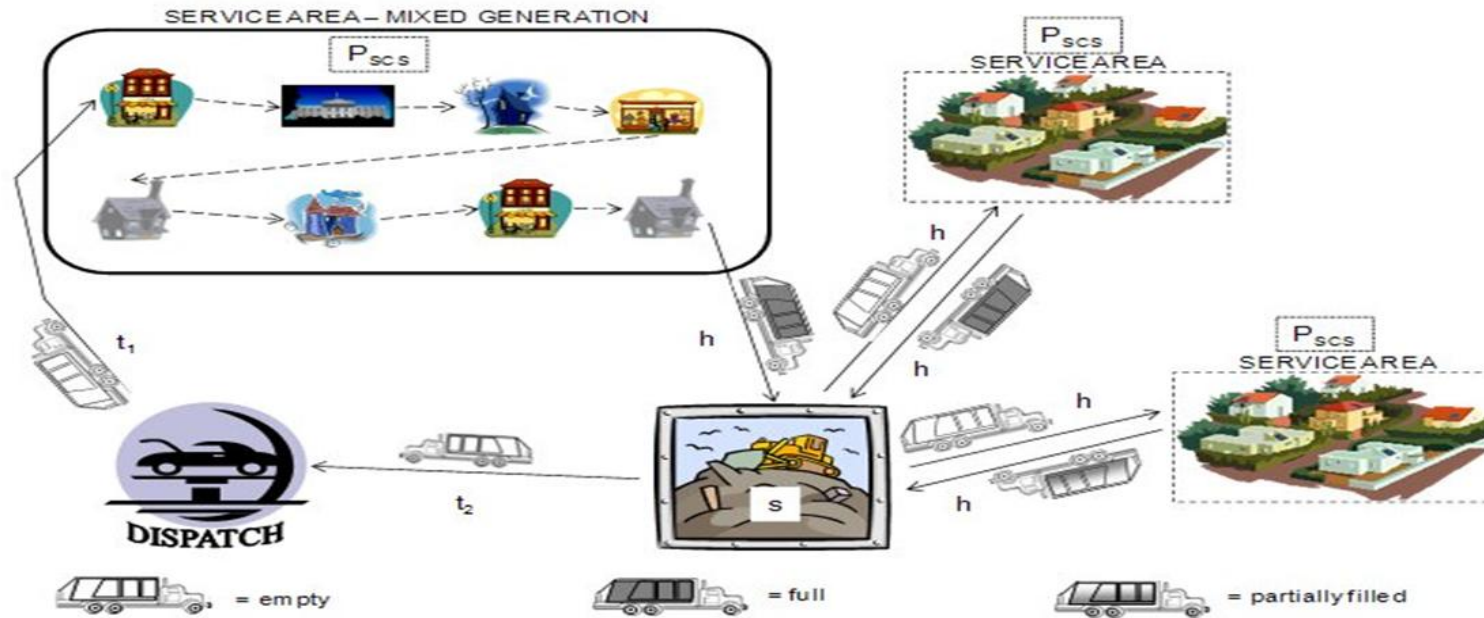 SERVICE AREA – MIXED GENERATION
Pscs
Pscs
SERVICE AREA
h
h
t1
h
Pscs
SERVICE AREA
h
h
t2
s
DISPATCH
= empty
= full
= partially filled